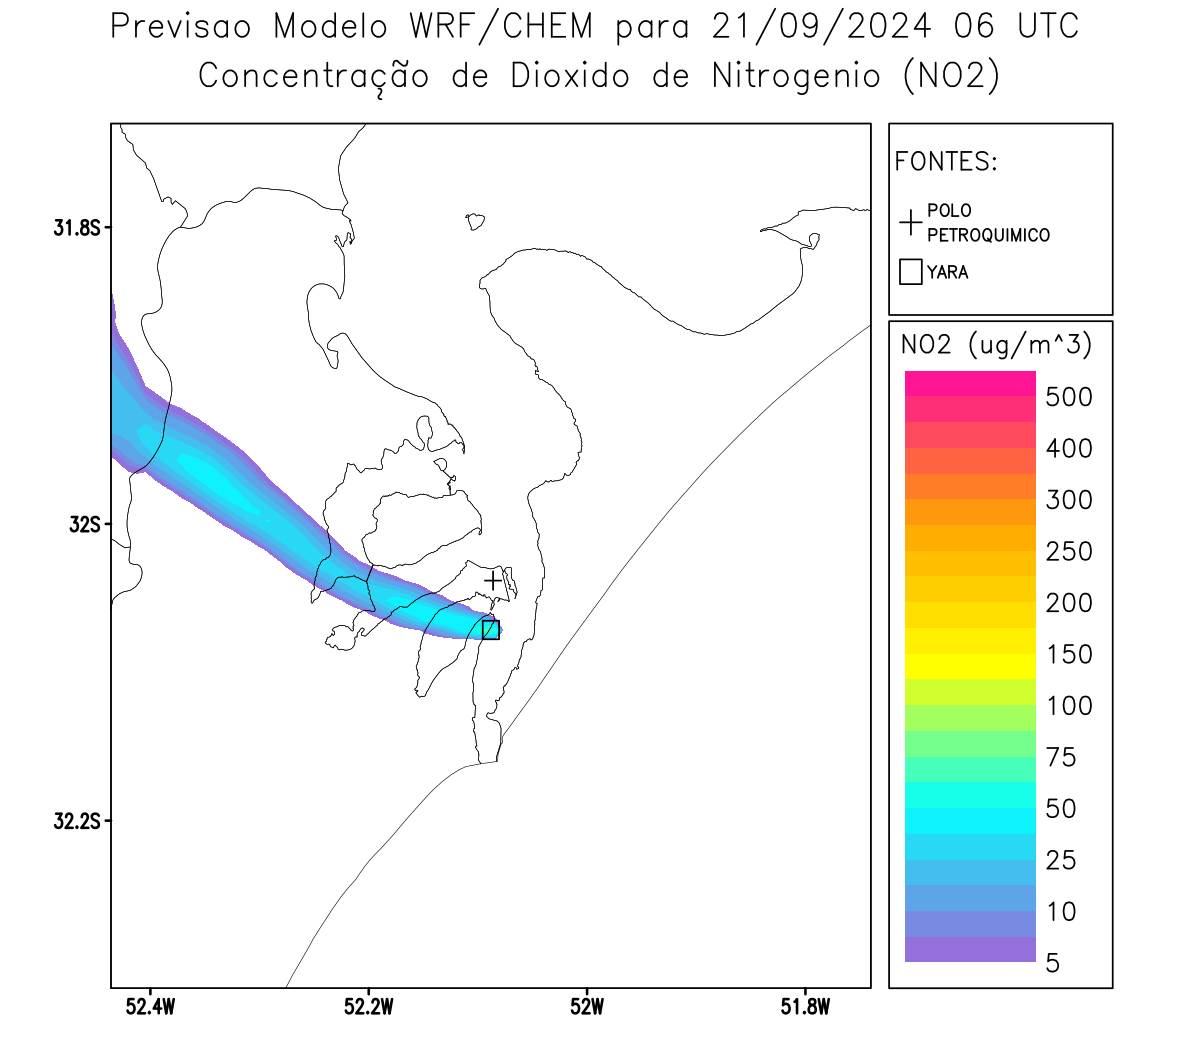 Previsao Modelo WRF/CHEM para 21/09/2024 06 UTC
Concentração de Dioxido de Nitrogenio (NO2)
FONTES:
POLO
PETROQUIMICO
YARA
NO2 (ug/m^3)
500
400
300
250
200
150
100
75
50
25
10
5
31.8S
32S
32.2S
52.4W
52.2W
52W
51.8W